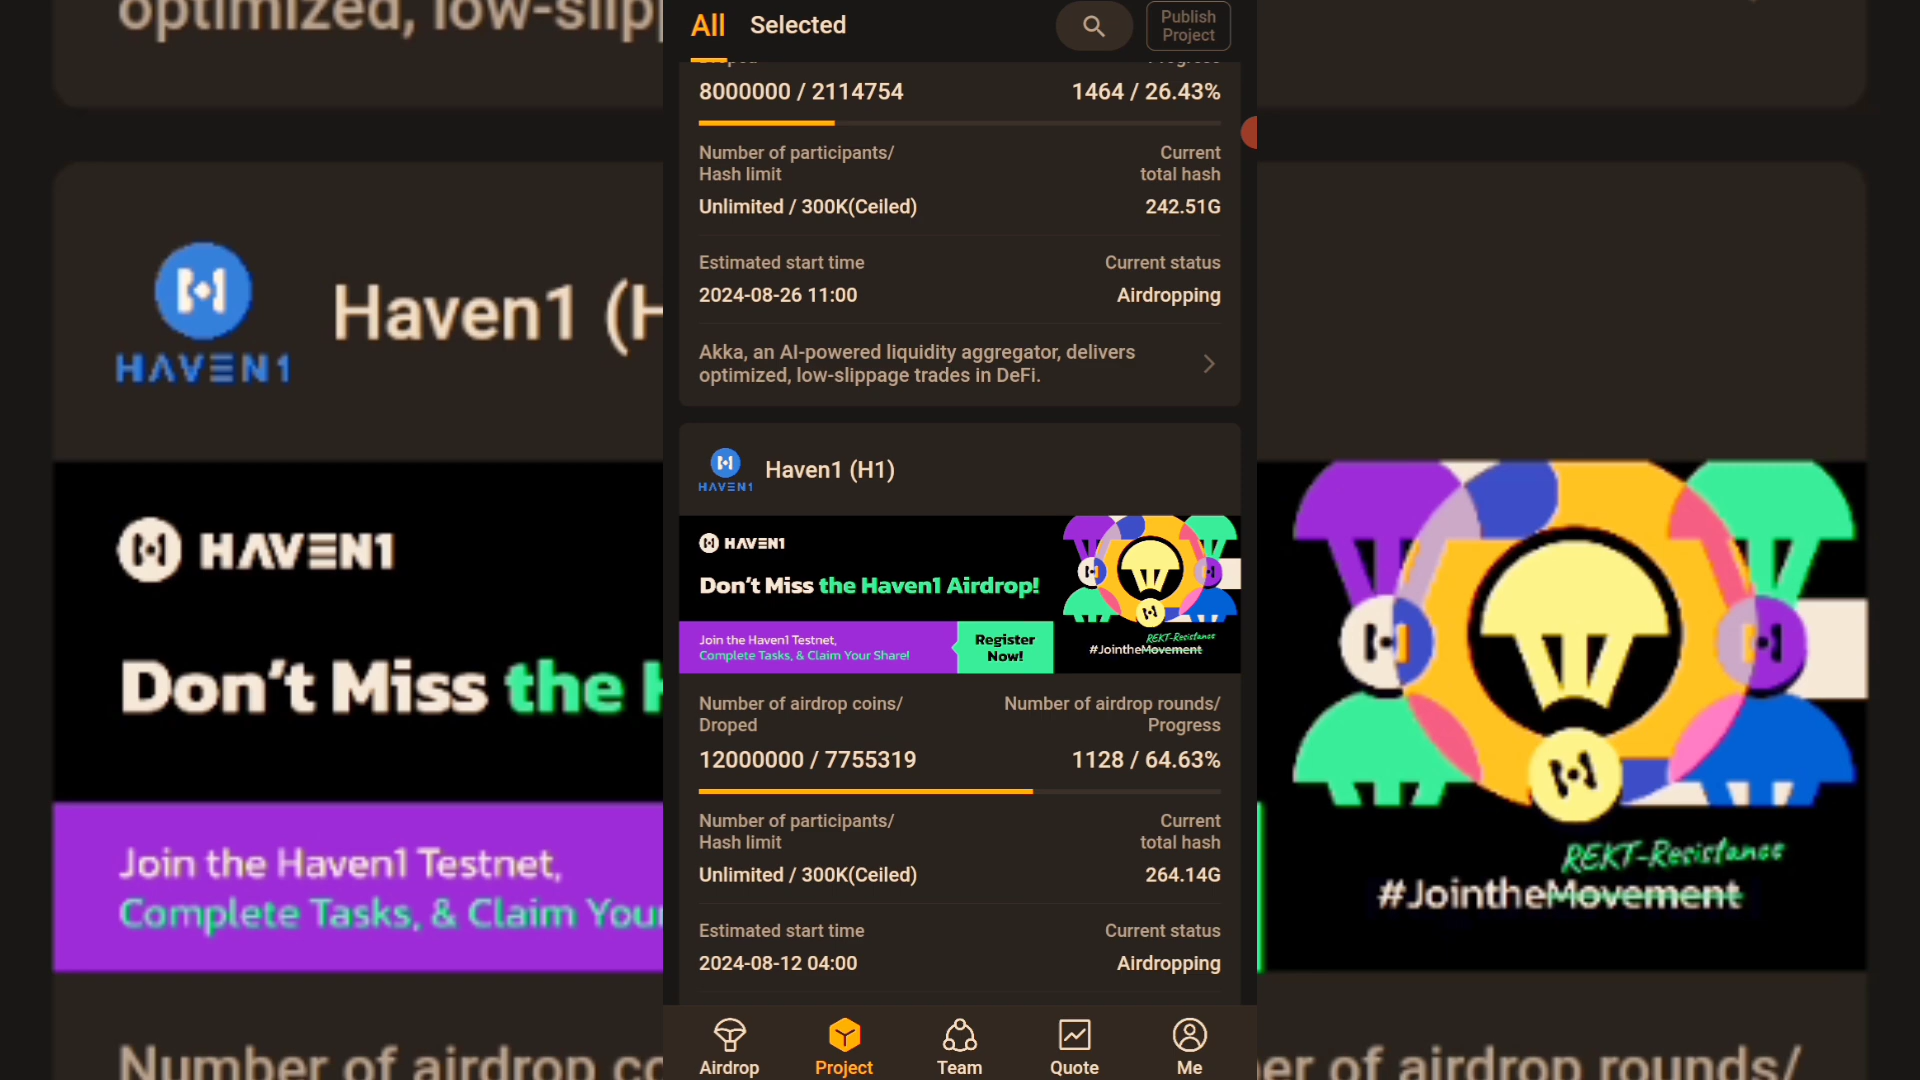 All Selected
Publish
Project
8000000 / 2114754
1464 / 26.43%
Number of participants/
Hash limit
Current
total hash
Unlimited / 300K(Ceiled)
242.51G
Estimated start time
Current status
2024-08-26 11:00
Airdropping
Akka, an AI-powered liquidity aggregator, delivers
optimized, low-slippage trades in DeFi.
HAVEN1
Haven1 (H1)
HAVEN1
Don't Miss the Haven1 Airdrop!
Join the Haven1 Testnet,
Complete Tasks, & Claim Your Share!
Register
Now!
REKT-Resistance
#JointheMovement
Number of airdrop coins/
Droped
Number of airdrop rounds/
Progress
12000000 / 7755319
1128 / 64.63%
Number of participants/
Hash limit
Current
total hash
Unlimited / 300K(Ceiled)
264.14G
Estimated start time
Current status
2024-08-12 04:00
Airdropping
Airdrop
Project
Team
Quote
Me
optimized, low-slipp
HAVEN1
Haven1 (H
HAVEN1
Don't Miss the
Join the Haven1 Testnet,
Complete Tasks, & Claim You
Number of airdrop co
REKT-Resistance
#JointheMovement
er of airdrop rounds/